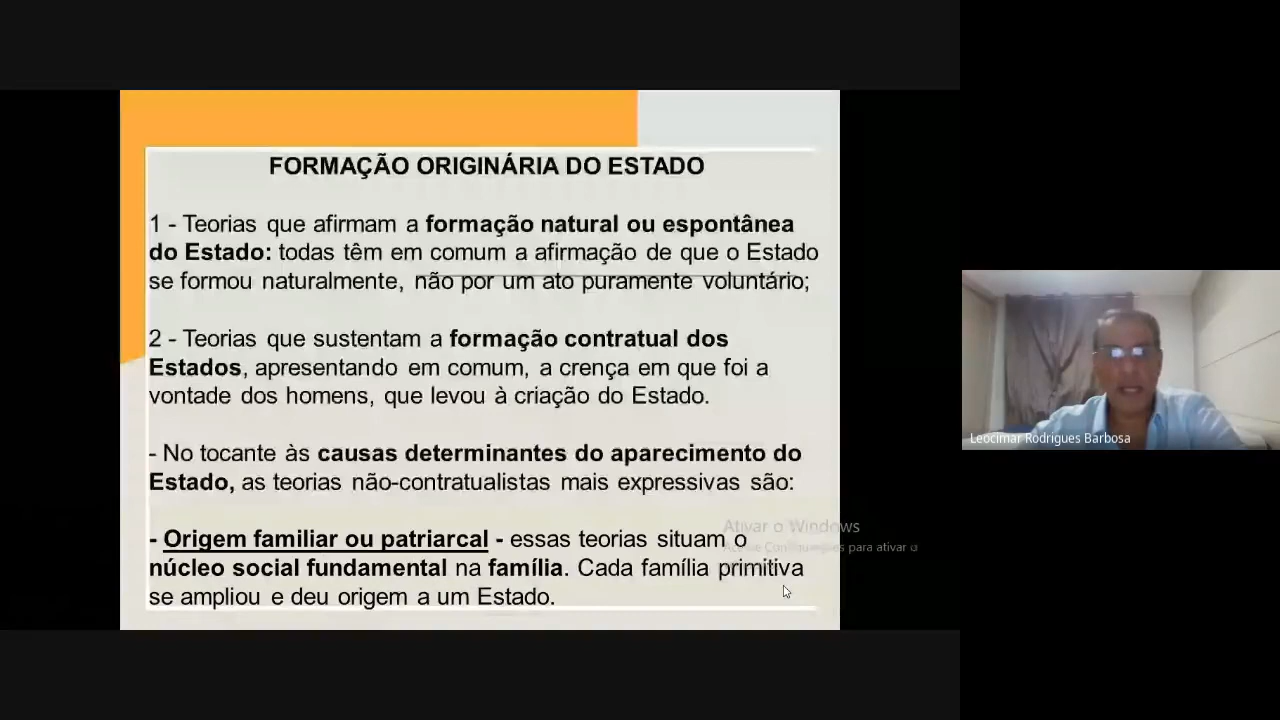 FORMAÇÃO ORIGINÁRIA DO ESTADO
1 - Teorias que afirmam a formação natural ou espontânea
do Estado: todas têm em comum a afirmação de que o Estado
se formou naturalmente, não por um ato puramente voluntário;
2 - Teorias que sustentam a formação contratual dos
Estados, apresentando em comum, a crença em que foi a
vontade dos homens, que levou à criação do Estado.
- No tocante às causas determinantes do aparecimento do
Estado, as teorias não-contratualistas mais expressivas são:
- Origem familiar ou patriarcal - essas teorias situam o
núcleo social fundamental na família. Cada família primitiva
se ampliou e deu origem a um Estado.
Ativar o Windows
para ativar o
Leocimar Rodrigues Barbosa